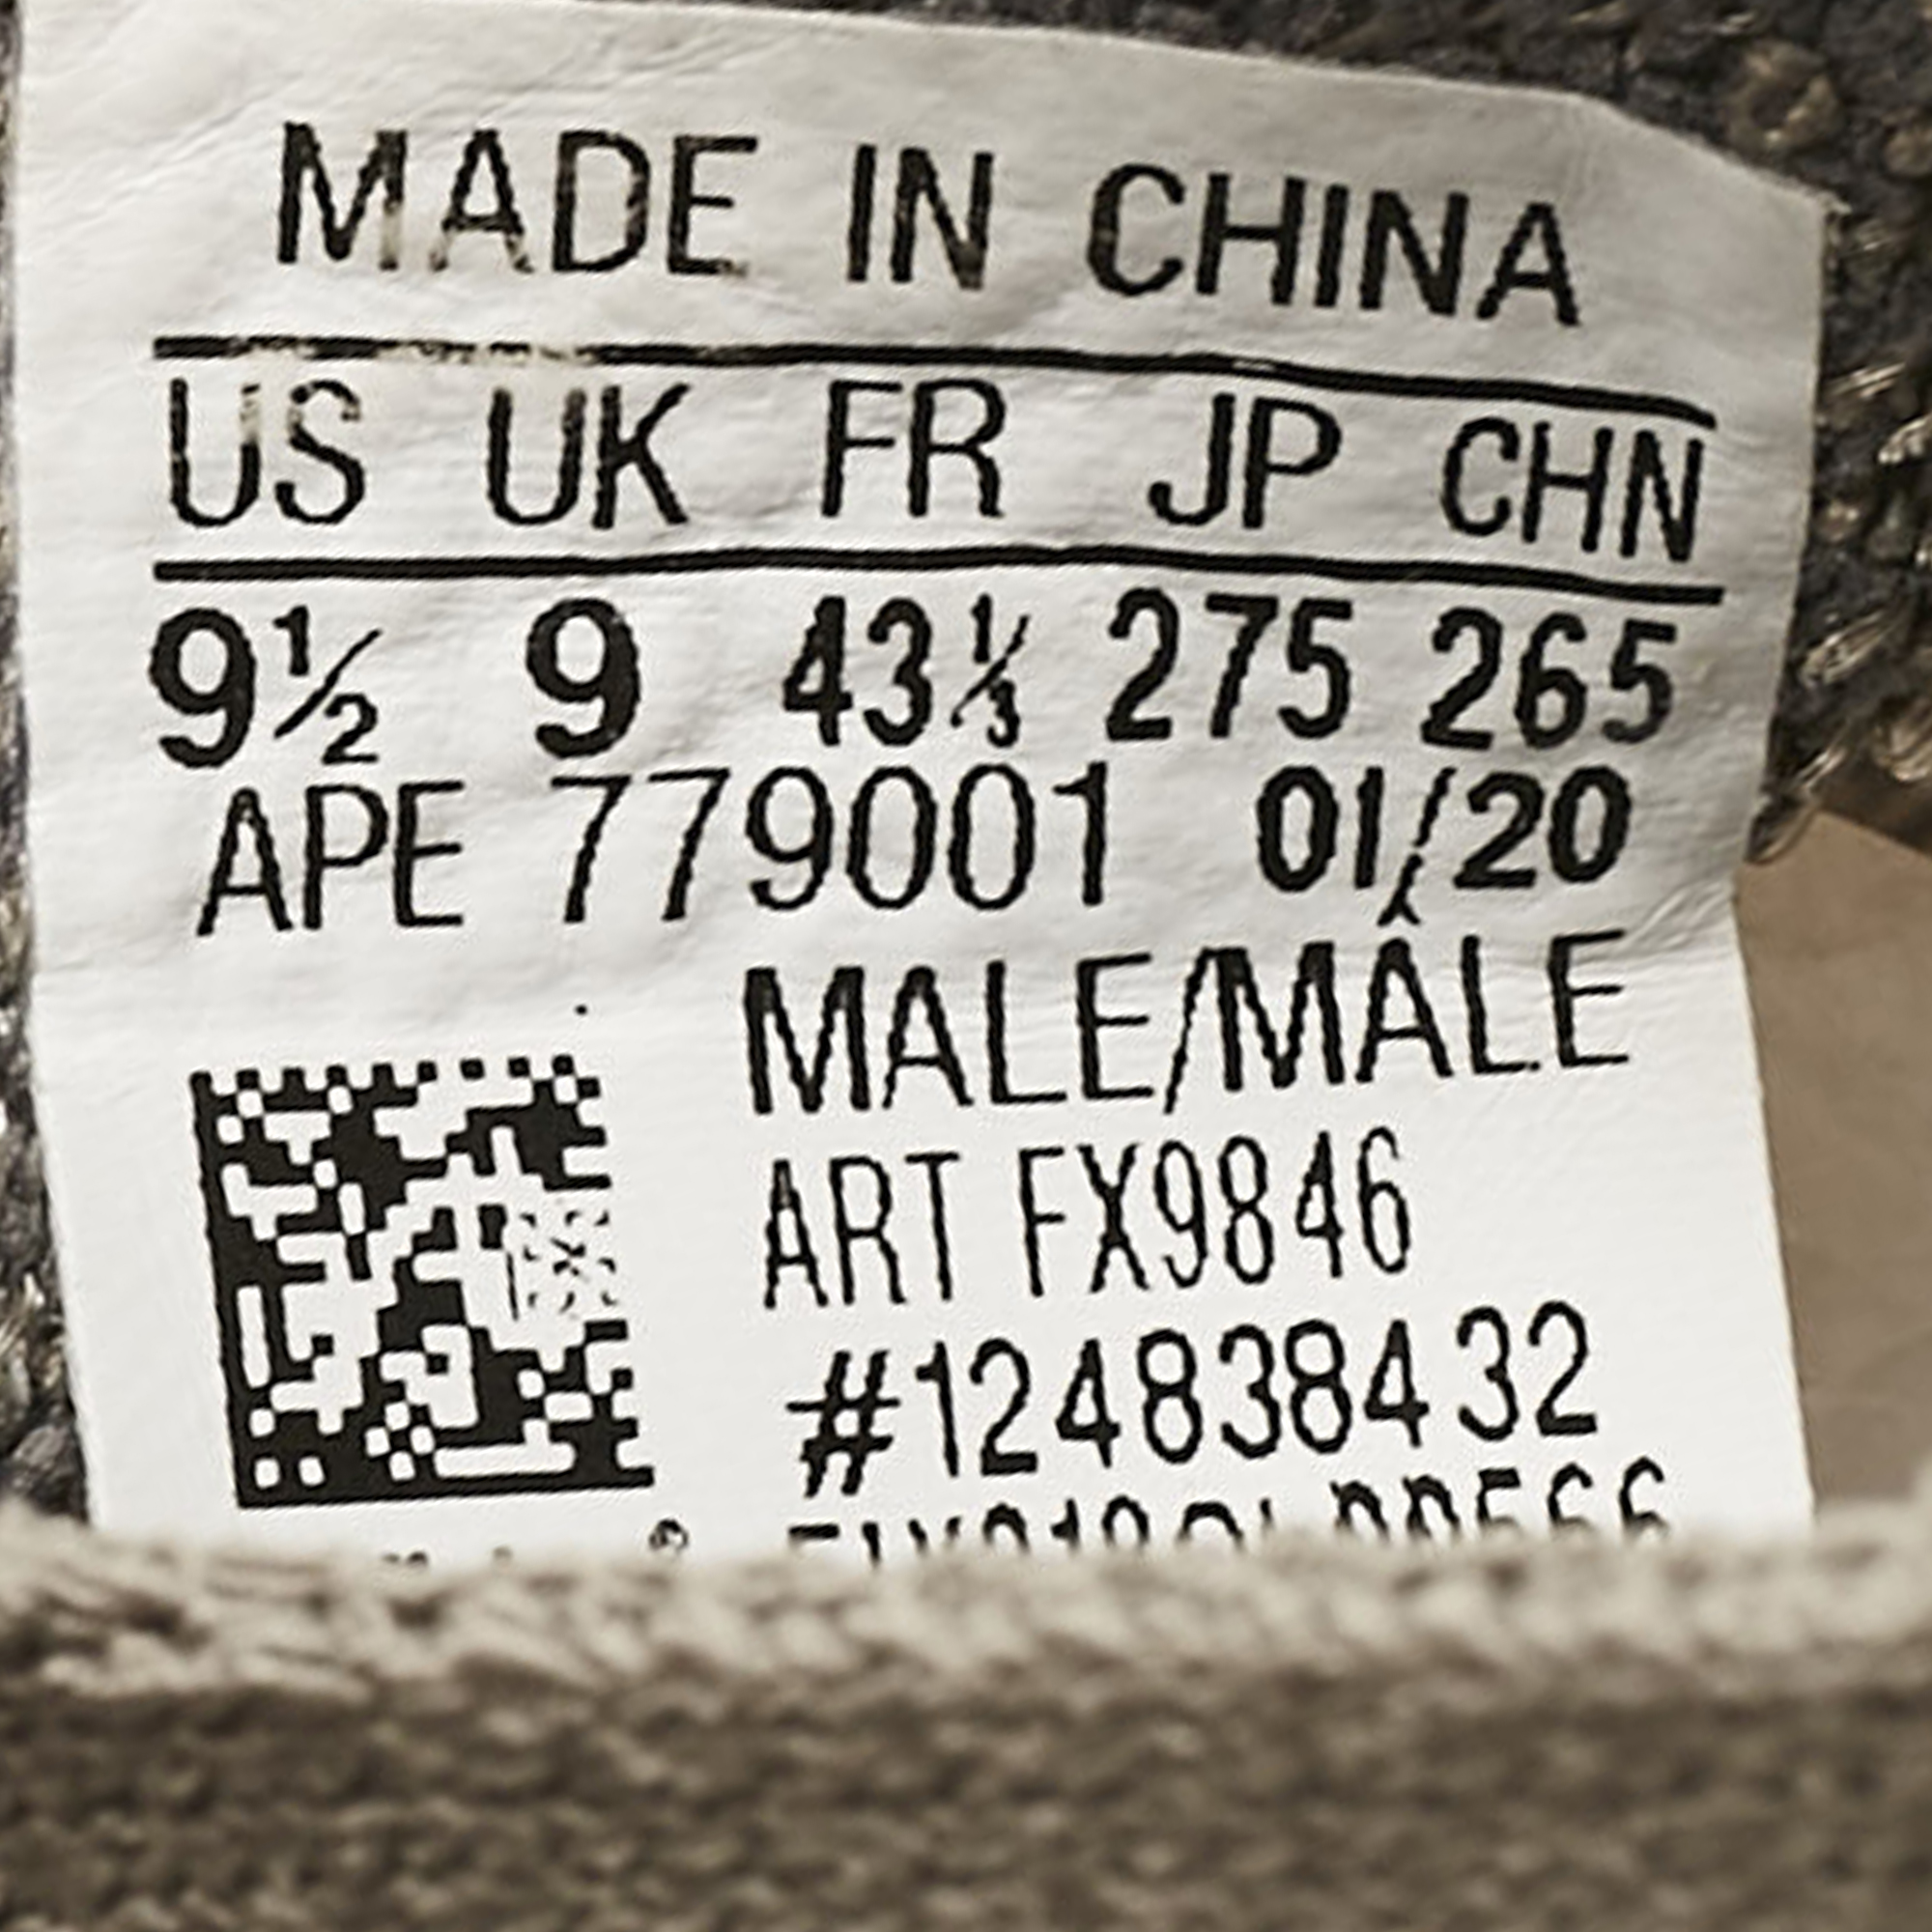 MADE IN CHINA
US UK FR JP CHN
9½ 9 43⅓ 275 265
APE 779001 01/20
MALE/MÂLE
ART FX9846
#124838432